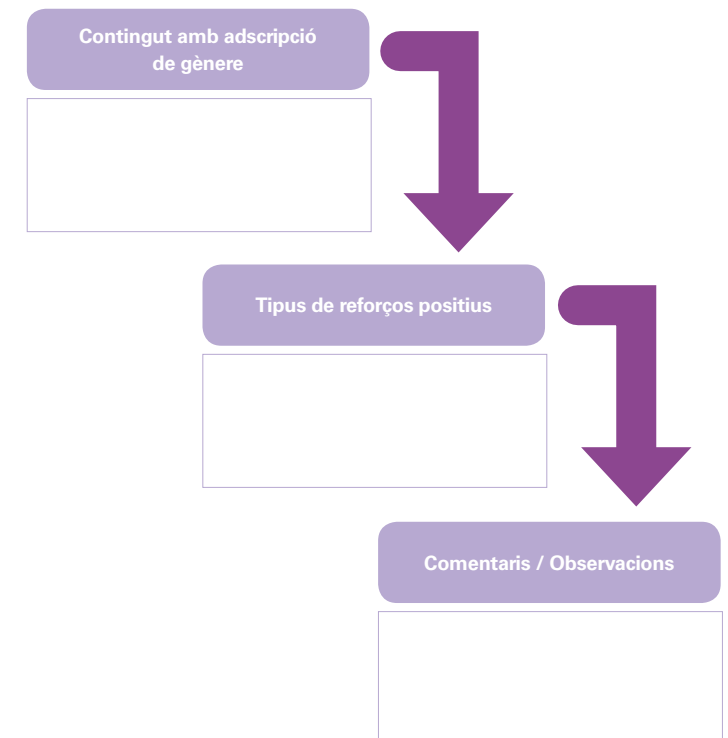 Contingut amb adscripció
de gènere
Tipus de reforços positius
Comentaris / Observacions